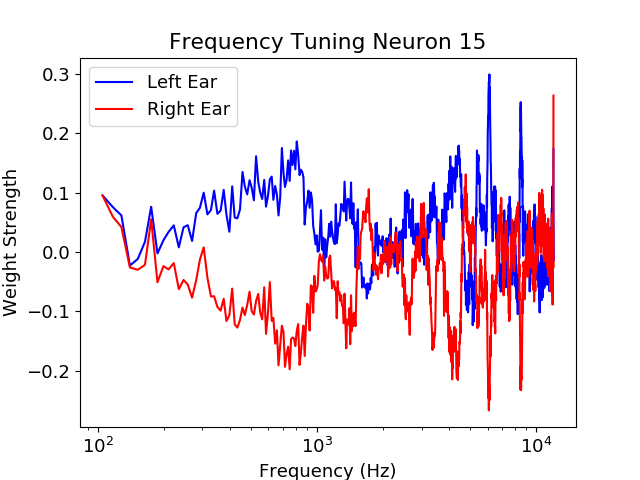 Frequency Tuning Neuron 15
Left Ear
Right Ear
Weight Strength
0.3
0.2
0.1
0.0
−0.1
−0.2
10²
10³
10⁴
Frequency (Hz)